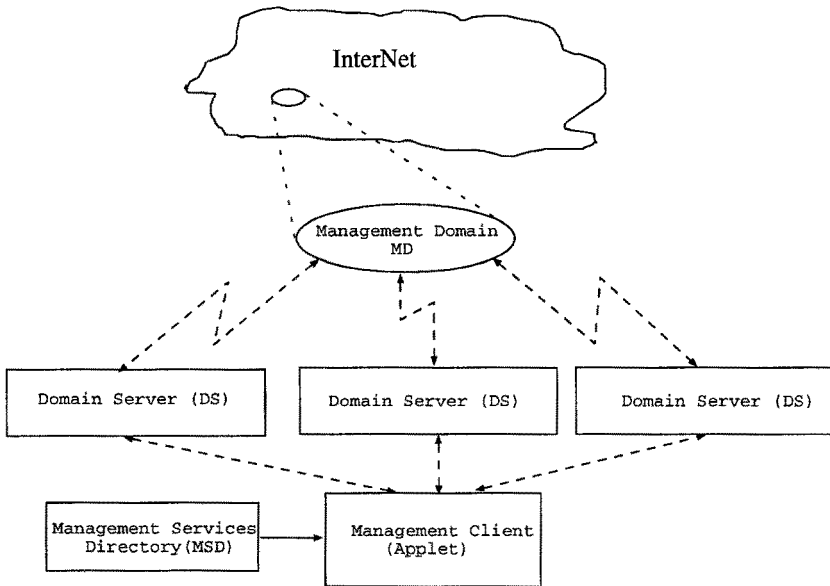 InterNet
Management Domain
MD
Domain Server (DS)
Domain Server (DS)
Domain Server (DS)
Management Services
Directory(MSD)
Management Client
(Applet)